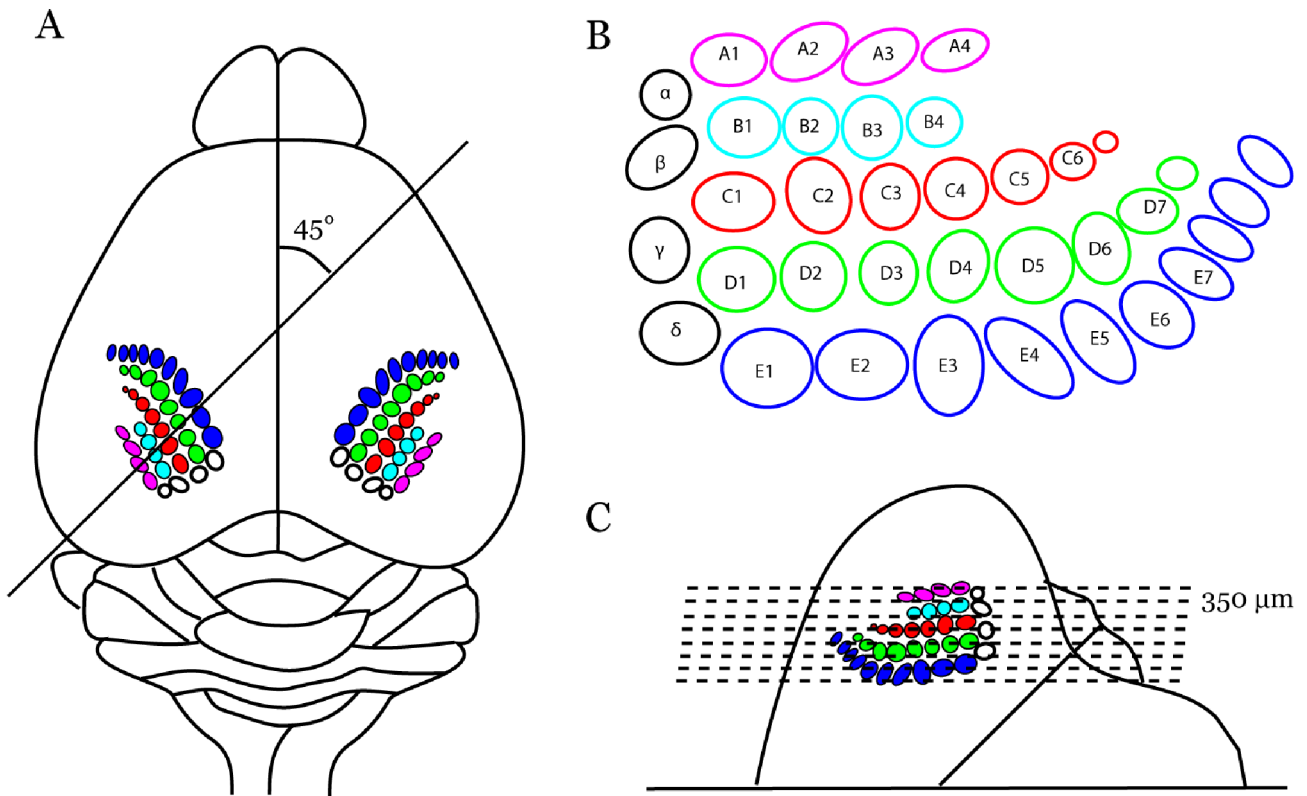 A
B
C
45°
350 µm
A1 A2 A3 A4
α
B1 B2 B3 B4
β
C1 C2 C3 C4 C5 C6
γ
D1 D2 D3 D4 D5 D6 D7
δ
E1 E2 E3 E4 E5 E6 E7